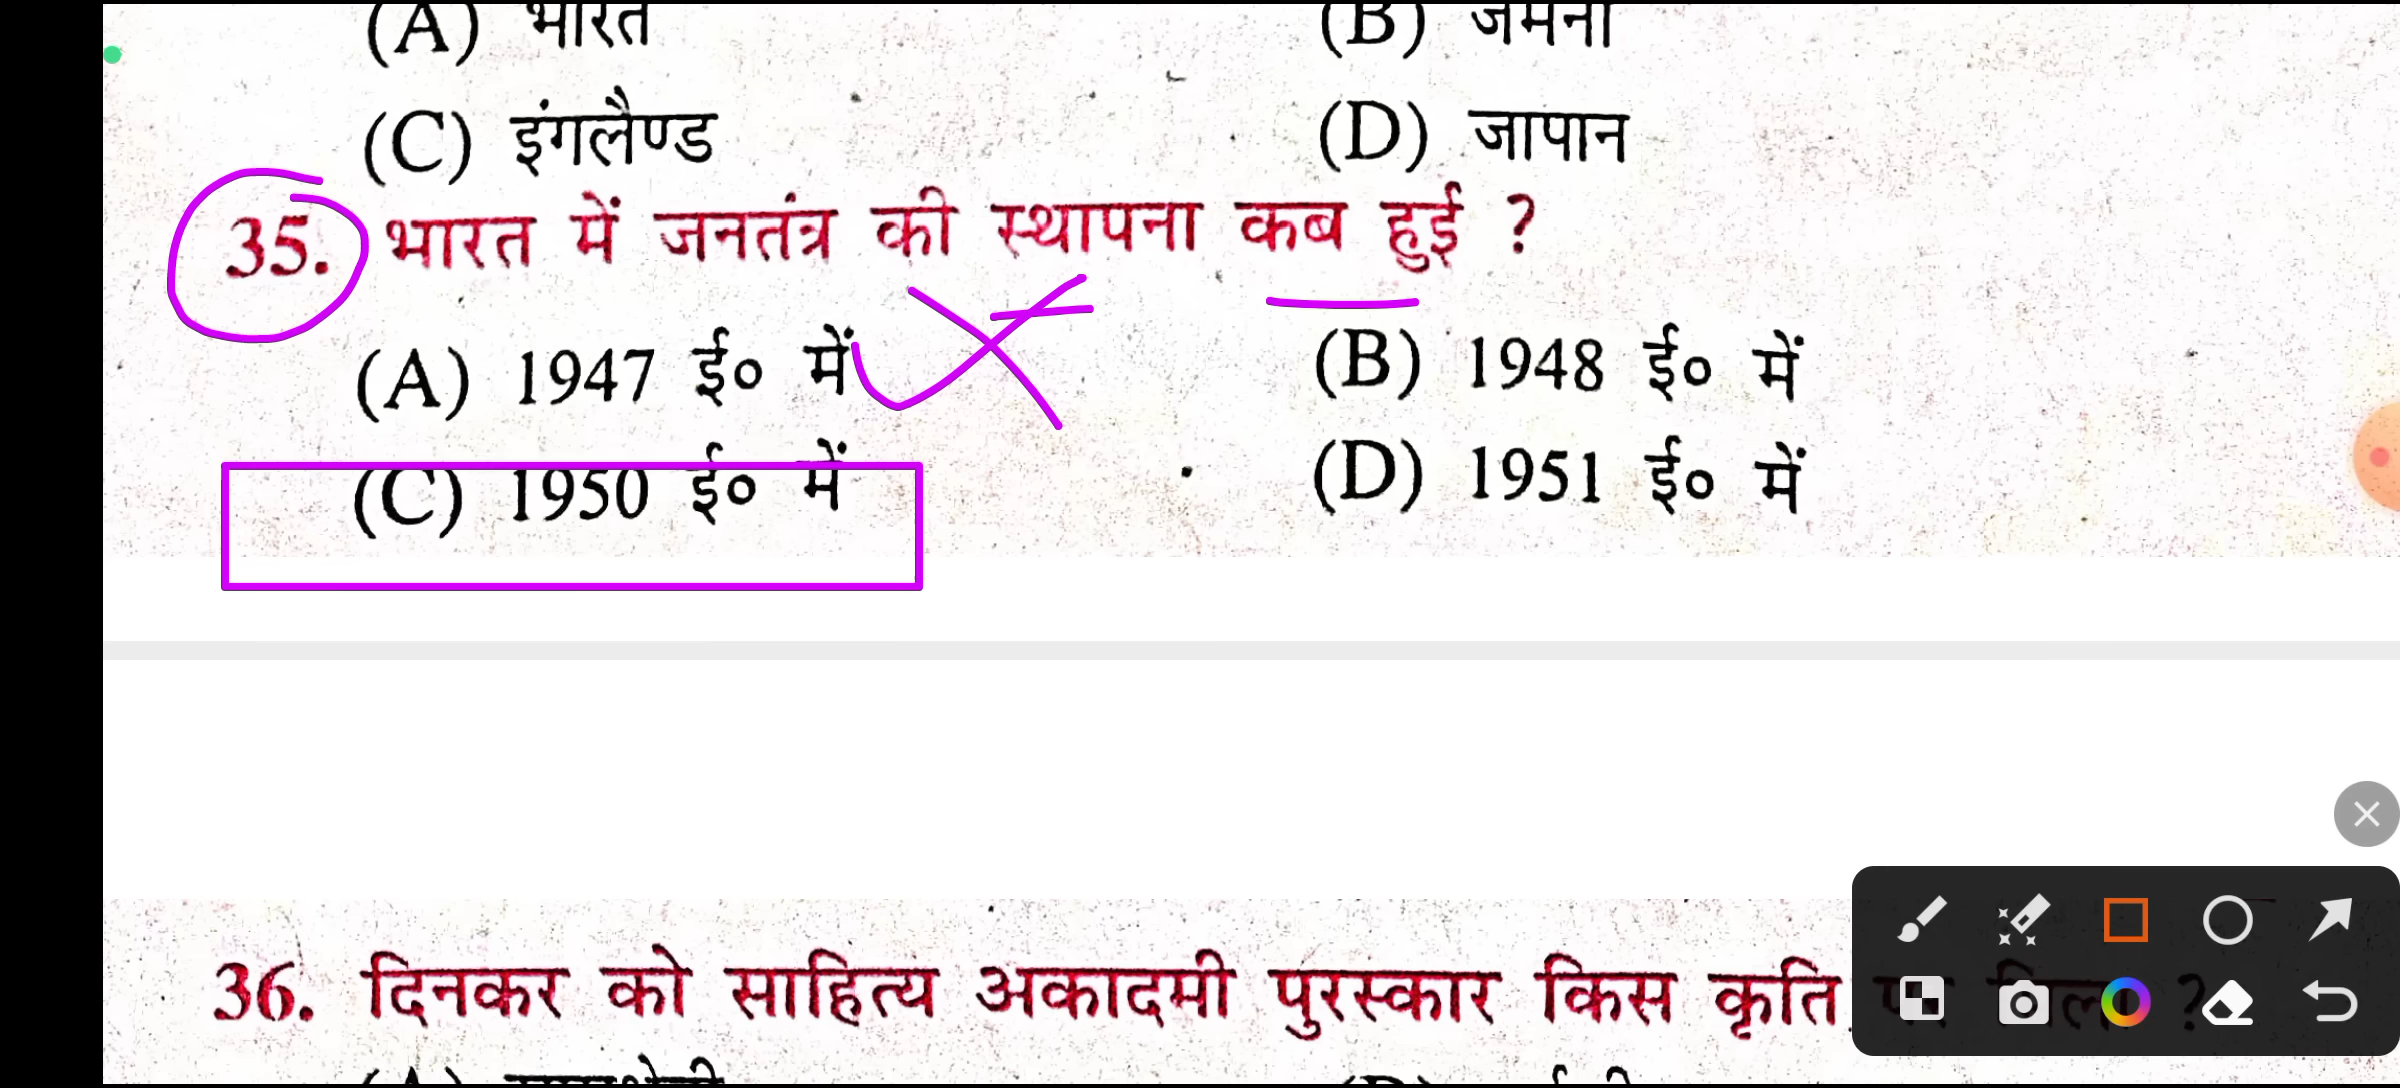 (A) भारत (B) जर्मनी
(C) इंगलैण्ड (D) जापान
35. भारत में जनतंत्र की स्थापना कब हुई ?
(A) 1947 ई० में (B) 1948 ई० में
(C) 1950 ई० में (D) 1951 ई० में
36. दिनकर को साहित्य अकादमी पुरस्कार किस कृति पर मिला ?
(A) (B)